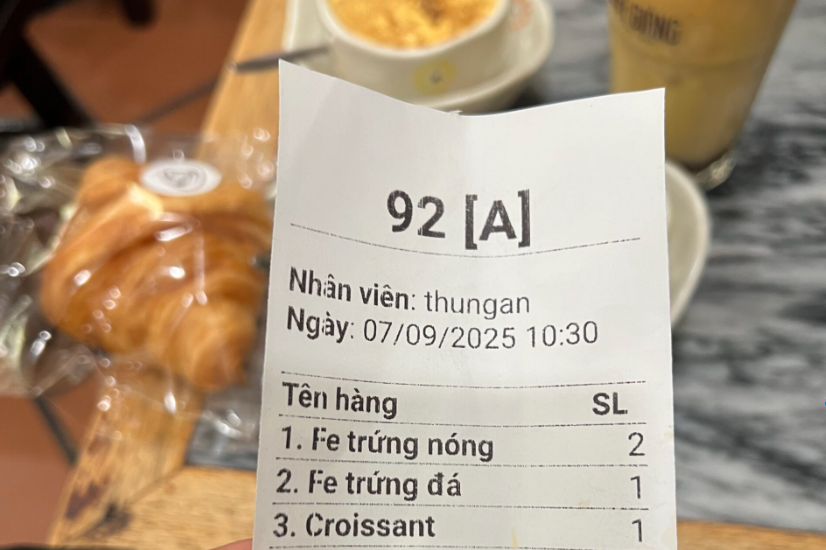 GIẢNG
92 [A]
Nhân viên: thungan
Ngày: 07/09/2025 10:30
Tên hàng SL
1. Fe trứng nóng 2
2. Fe trứng đá 1
3. Croissant 1